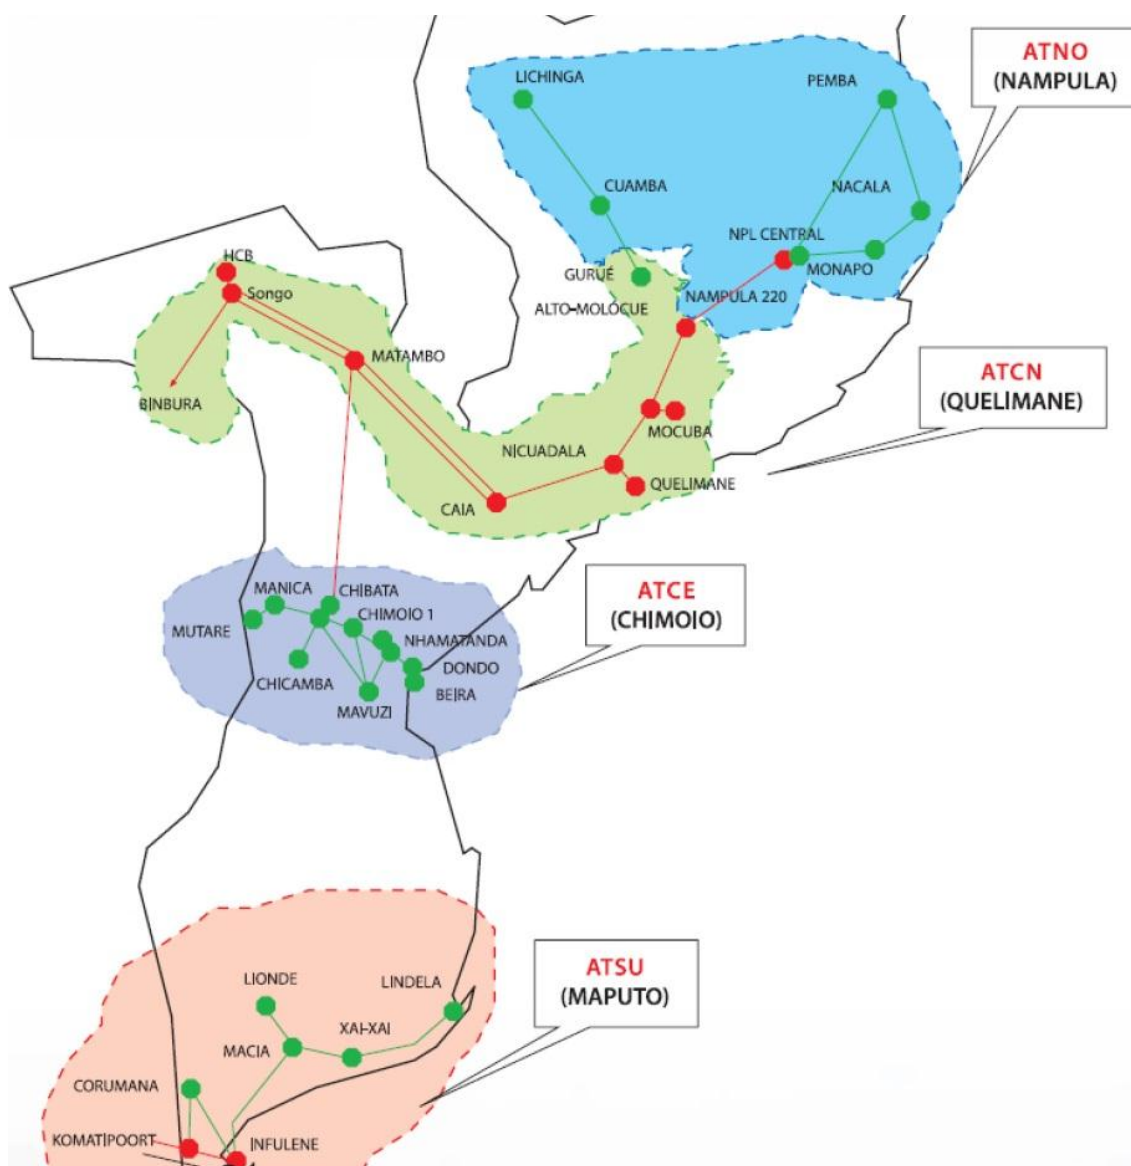 LICHINGA
PEMBA
ATNO
(NAMPULA)
CUAMBA
NACALA
NPL CENTRAL
HCB
GURUÉ
MONAPO
Songo
NAMPULA 220
ALTO-MOLÓCUE
MATAMBO
ATCN
(QUELIMANE)
BINBURA
MOCUBA
NICUADALA
QUELIMANE
CAIA
MANICA
CHIBATA
ATCE
(CHIMOIO)
CHIMOIO 1
MUTARE
NHAMATANDA
DONDO
CHICAMBA
BEIRA
MAVUZI
ATSU
(MAPUTO)
LIONDE
LINDELA
XAI-XAI
MACIA
CORUMANA
KOMATIPOORT
INFULENE